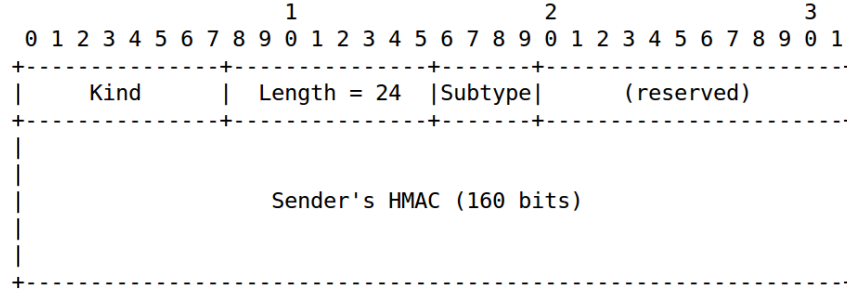 1                   2                   3
 0 1 2 3 4 5 6 7 8 9 0 1 2 3 4 5 6 7 8 9 0 1 2 3 4 5 6 7 8 9 0 1
+---------------+---------------+-------+-----------------------
|     Kind      |  Length = 24  |Subtype|      (reserved)
+---------------+---------------+-------+-----------------------
|
|
|                   Sender's HMAC (160 bits)
|
|
+---------------------------------------------------------------